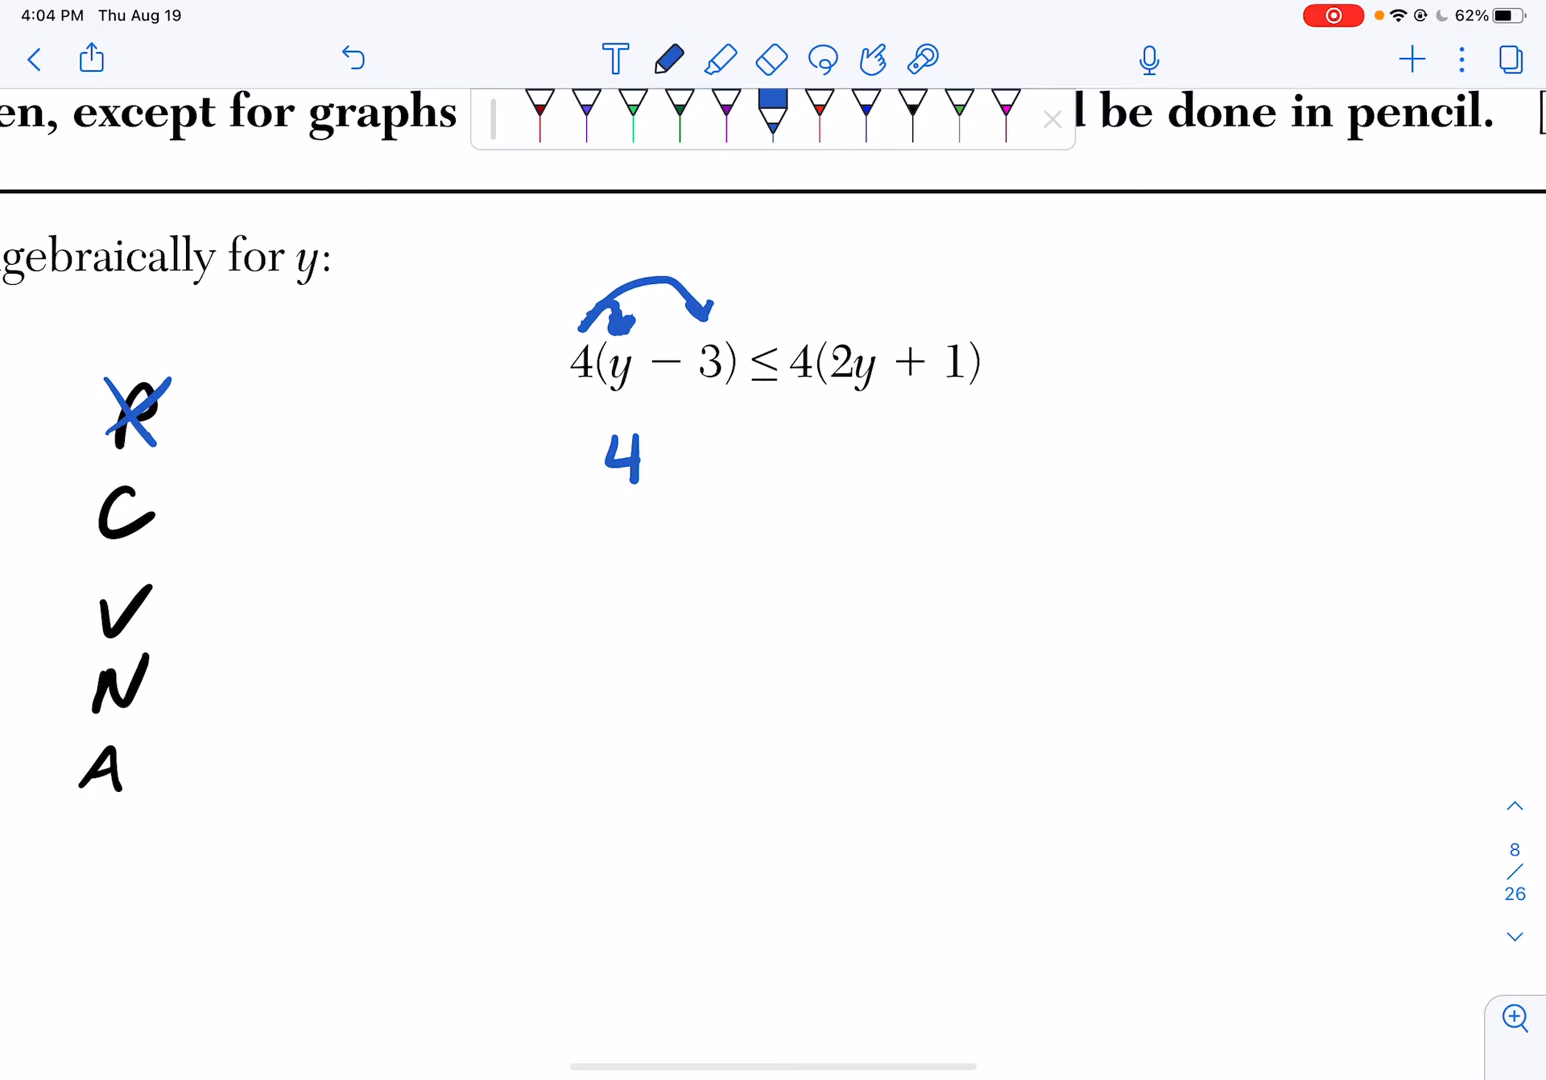 4:04 PM Thu Aug 19 62%
en, except for graphs l be done in pencil. [
gebraically for y:
4(y − 3) ≤ 4(2y + 1)
P
4
C
V
N
A
8
/
26